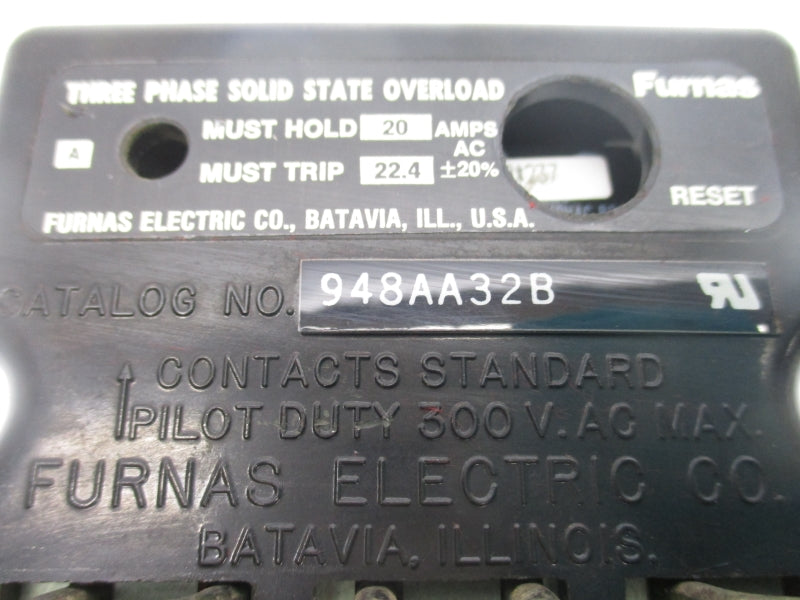 THREE PHASE SOLID STATE OVERLOAD Furnas
A MUST HOLD 20 AMPS
AC
MUST TRIP 22.4 ±20%
RESET
FURNAS ELECTRIC CO., BATAVIA, ILL., U.S.A.
CATALOG NO. 948AA32B RU
CONTACTS STANDARD
PILOT DUTY 300 V. AC MAX.
FURNAS ELECTRIC CO.
BATAVIA, ILLINOIS.